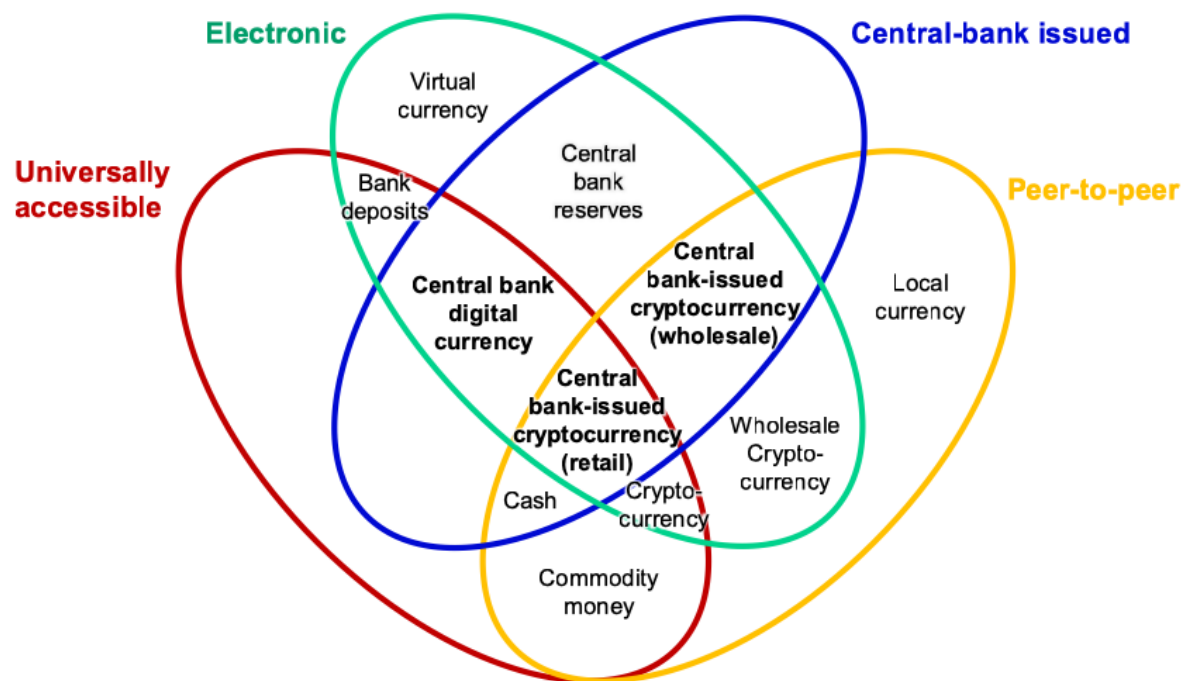 Electronic
Central-bank issued
Virtual
currency
Universally
accessible
Bank
deposits
Central
bank
reserves
Peer-to-peer
Central bank
digital
currency
Central
bank-issued
cryptocurrency
(wholesale)
Local
currency
Central
bank-issued
cryptocurrency
(retail)
Wholesale
Crypto-
currency
Cash
Crypto-
currency
Commodity
money